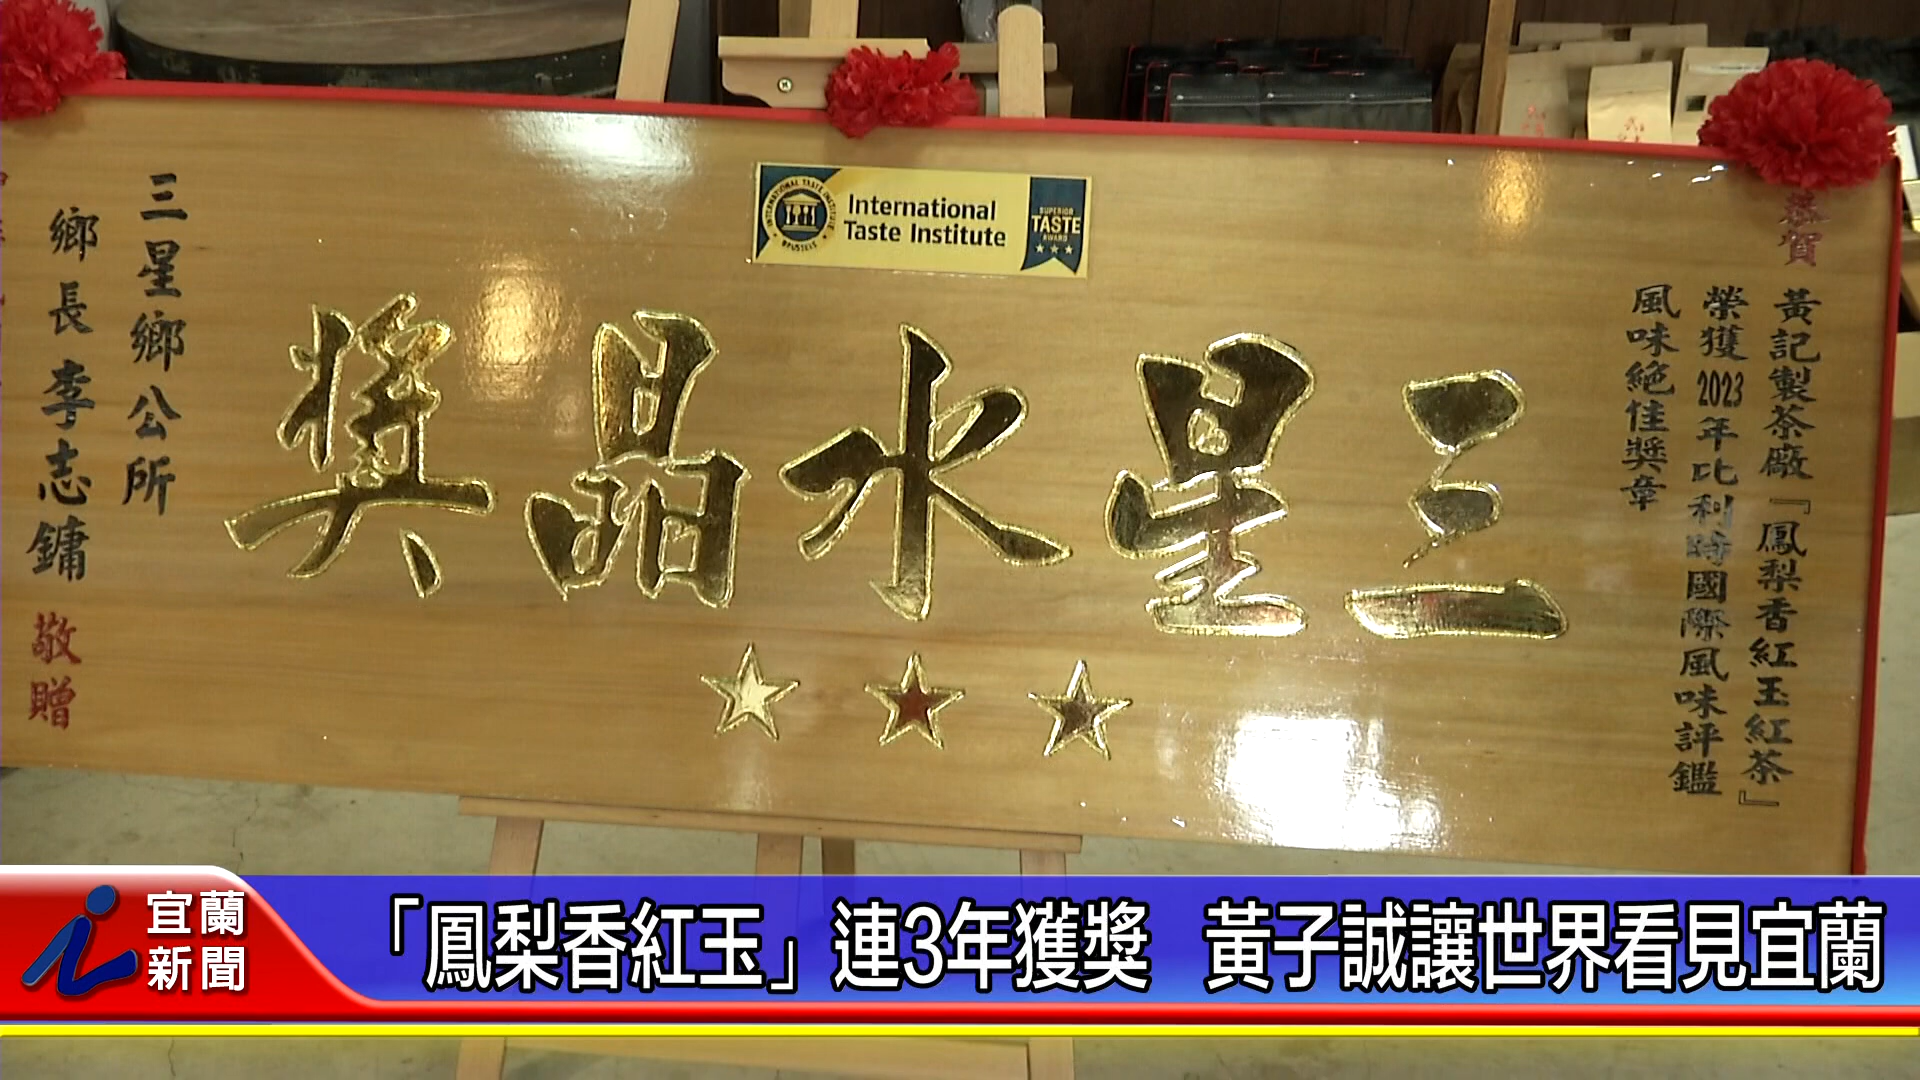 International
Taste Institute
INTERNATIONAL TASTE INSTITUTE
BRUSSELS
SUPERIOR
TASTE
AWARD
恭賀
黃記製茶廠『鳳梨香紅玉紅茶』
榮獲2023年比利時國際風味評鑑
風味絕佳獎章
三星水晶獎
三星鄉公所
鄉長李志鏞
敬贈
宜蘭
新聞
「鳳梨香紅玉」連3年獲獎 黃子誠讓世界看見宜蘭